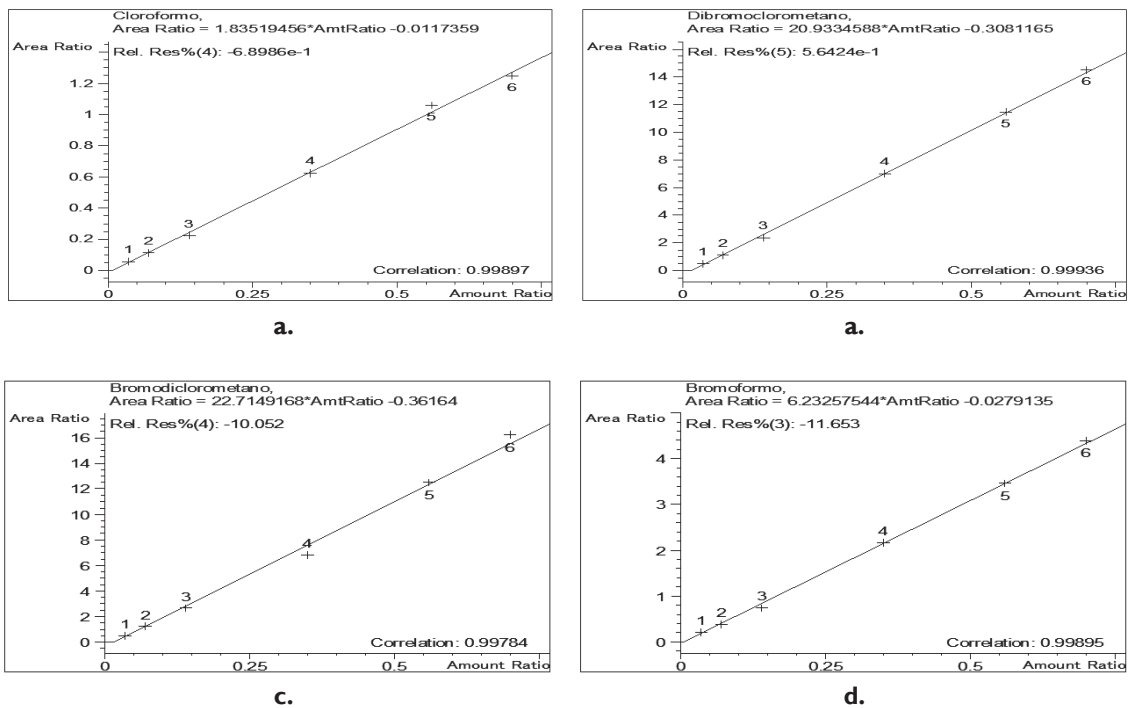 Cloroformo,
Area Ratio = 1.83519456*AmtRatio -0.0117359
Area Ratio
Rel. Res%(4): -6.8986e-1
1.2
1
0.8
0.6
0.4
0.2
0
1
2
3
4
5
6
Correlation: 0.99897
0
0.25
0.5
Amount Ratio
a.
Dibromoclorometano,
Area Ratio = 20.9334588*AmtRatio -0.3081165
Area Ratio
Rel. Res%(5): 5.6424e-1
14
12
10
8
6
4
2
0
1
2
3
4
5
6
Correlation: 0.99936
0
0.25
0.5
Amount Ratio
a.
Bromodiclorometano,
Area Ratio = 22.7149168*AmtRatio -0.36164
Area Ratio
Rel. Res%(4): -10.052
16
14
12
10
8
6
4
2
0
1
2
3
4
5
6
Correlation: 0.99784
0
0.25
0.5
Amount Ratio
c.
Bromoformo,
Area Ratio = 6.23257544*AmtRatio -0.0279135
Area Ratio
Rel. Res%(3): -11.653
4
3
2
1
0
1
2
3
4
5
6
Correlation: 0.99895
0
0.25
0.5
Amount Ratio
d.